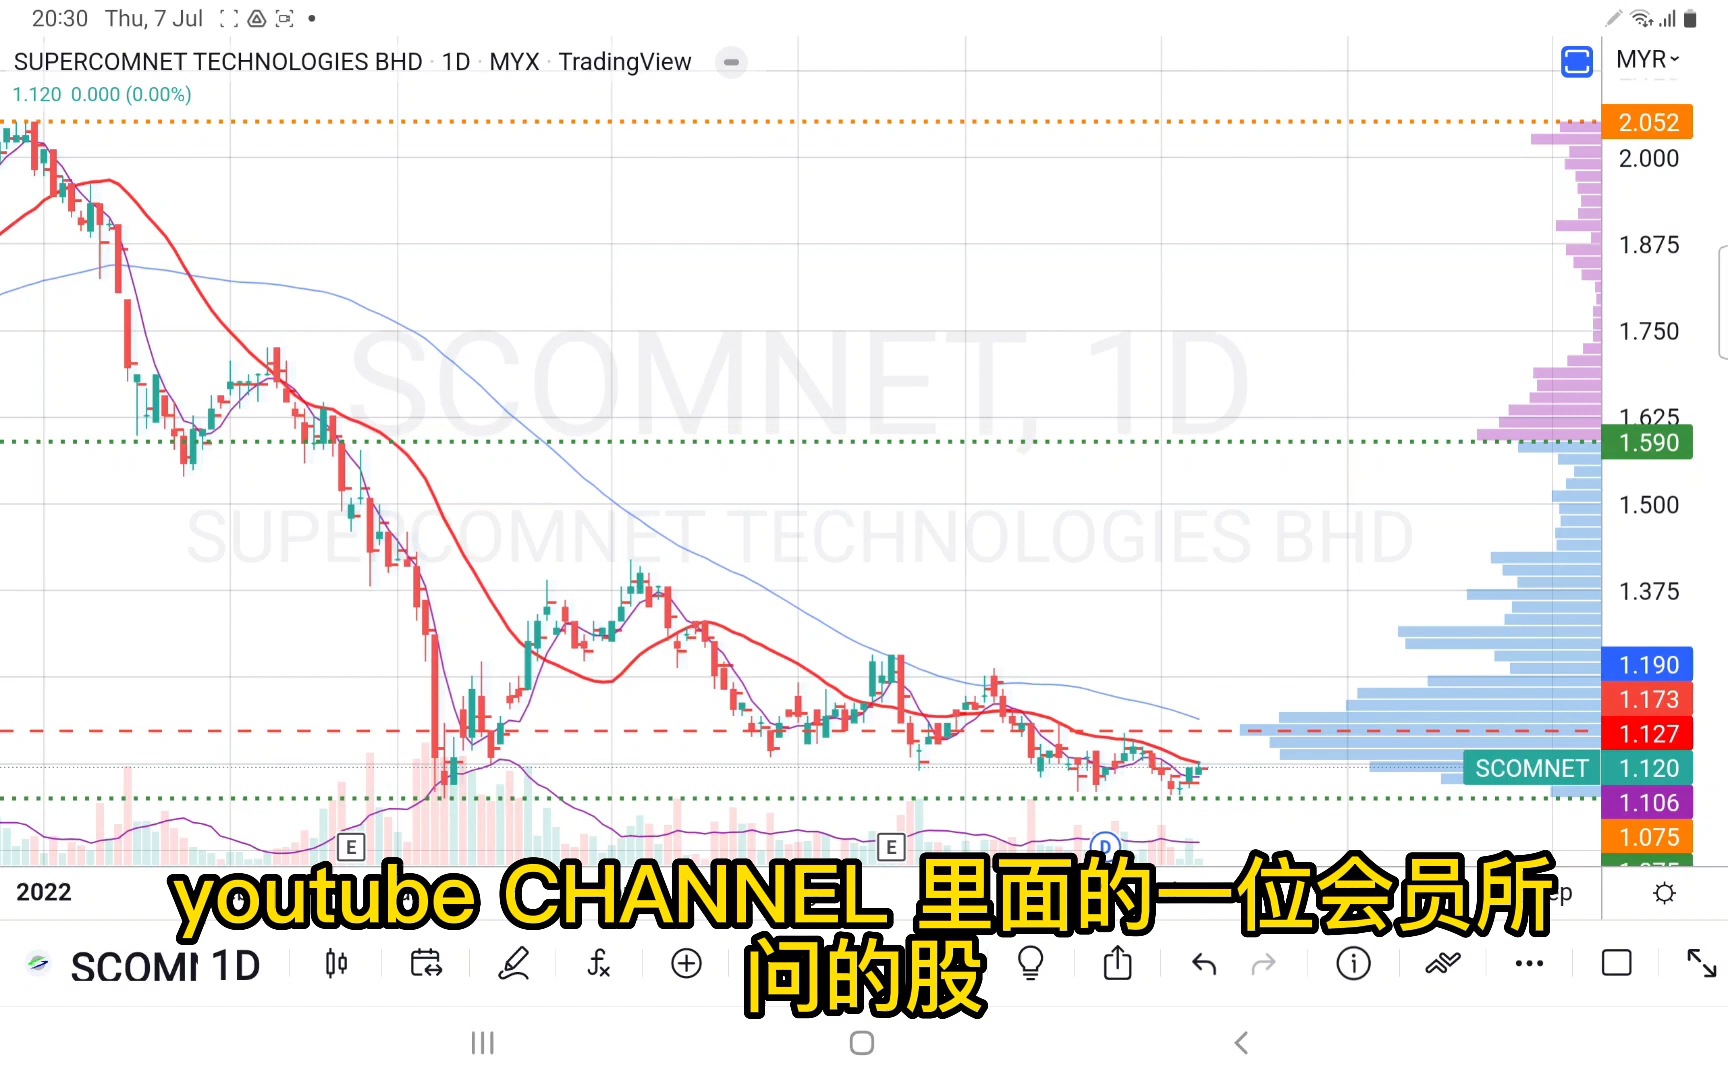 20:30 Thu, 7 Jul
SUPERCOMNET TECHNOLOGIES BHD · 1D · MYX · TradingView
MYR
1.120 0.000 (0.00%)
2.052
2.000
1.875
1.750
1.625
1.590
1.500
1.375
1.190
1.173
1.127
SCOMNET 1.120
1.106
1.075
SCOMNET, 1D
SUPERCOMNET TECHNOLOGIES BHD
E
E
D
2022
youtube CHANNEL 里面的一位会员所
问的股
SCOMI 1D